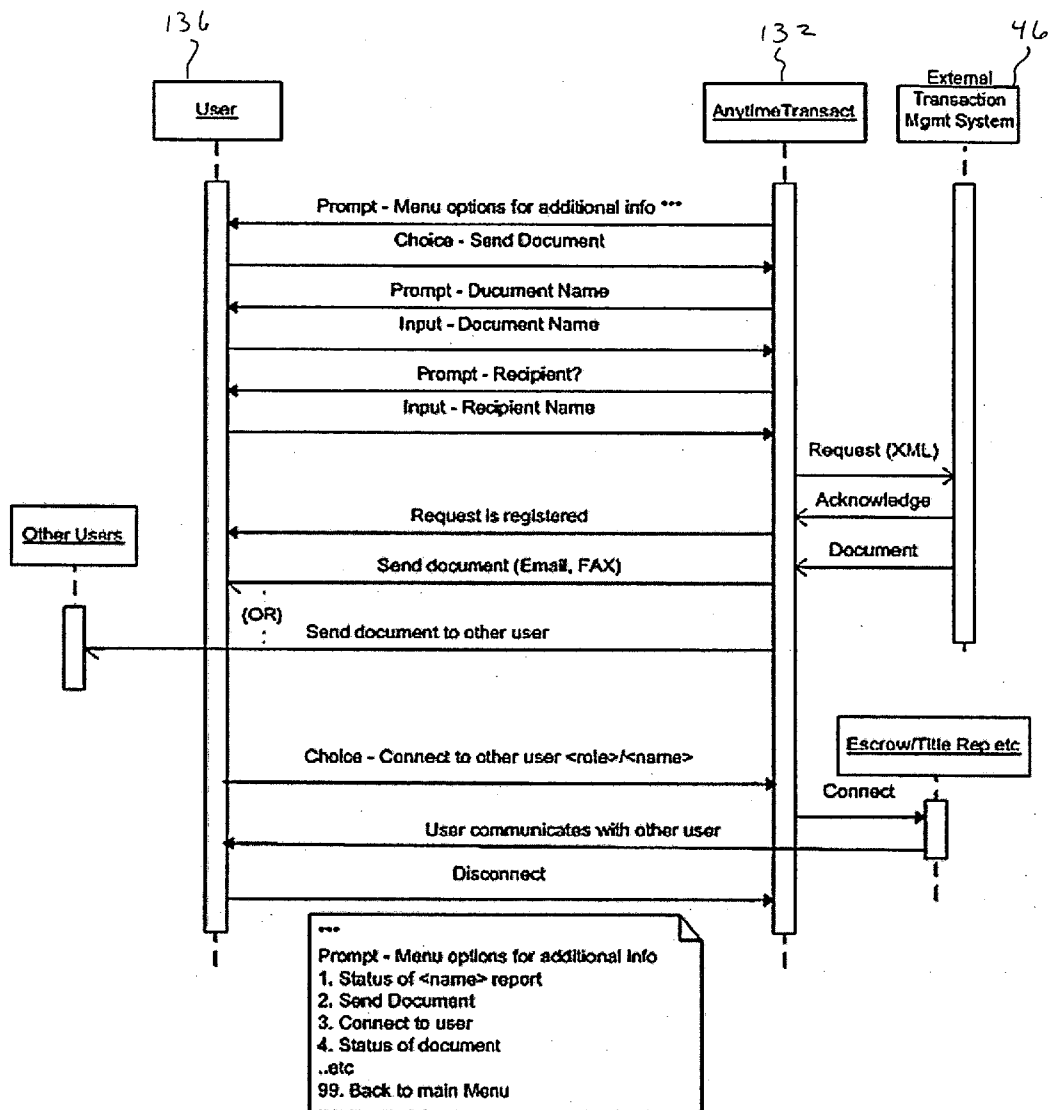 136
132
46
User
AnytimeTransact
External
Transaction
Mgmt System
Prompt - Menu options for additional info ***
Choice - Send Document
Prompt - Ducument Name
Input - Document Name
Prompt - Recipient?
Input - Recipient Name
Request (XML)
Acknowledge
Request is registered
Other Users
Document
Send document (Email, FAX)
(OR)
Send document to other user
Escrow/Title Rep etc
Choice - Connect to other user <role>/<name>
Connect
User communicates with other user
Disconnect
***
Prompt - Menu options for additional info
1. Status of <name> report
2. Send Document
3. Connect to user
4. Status of document
..etc
99. Back to main Menu